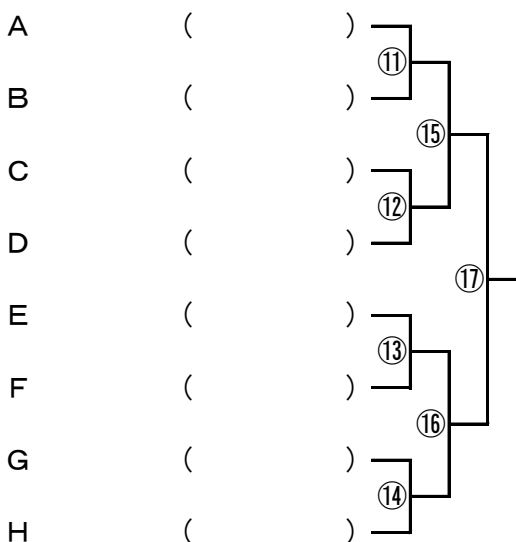 A ( )
⑪
B ( )
⑮
C ( )
⑫
D ( )
⑰
E ( )
⑬
F ( )
⑯
G ( )
⑭
H ( )